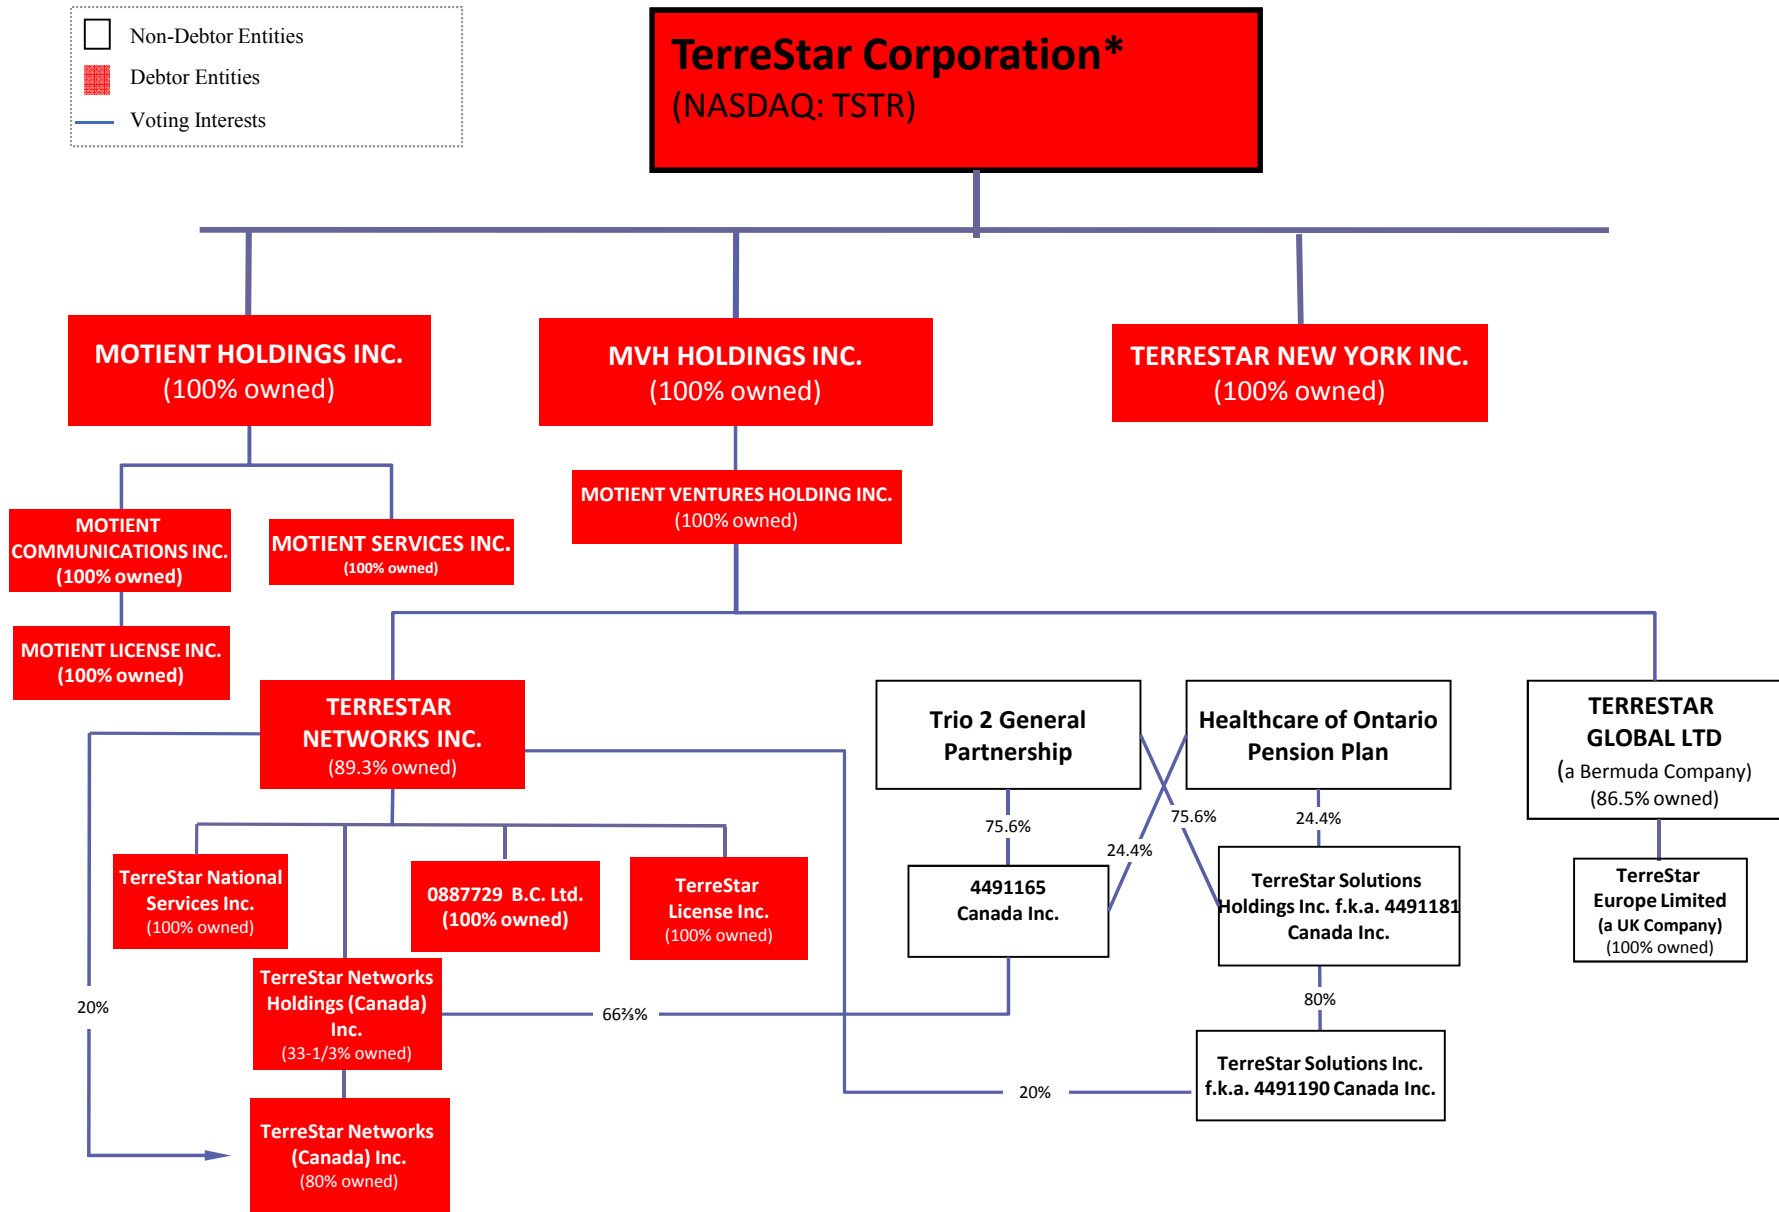 Non-Debtor Entities
Debtor Entities
Voting Interests
TerreStar Corporation*
(NASDAQ: TSTR)
MOTIENT HOLDINGS INC.
(100% owned)
MVH HOLDINGS INC.
(100% owned)
TERRESTAR NEW YORK INC.
(100% owned)
MOTIENT VENTURES HOLDING INC.
(100% owned)
MOTIENT
COMMUNICATIONS INC.
(100% owned)
MOTIENT SERVICES INC.
(100% owned)
MOTIENT LICENSE INC.
(100% owned)
TERRESTAR
NETWORKS INC.
(89.3% owned)
Trio 2 General
Partnership
Healthcare of Ontario
Pension Plan
TERRESTAR
GLOBAL LTD
(a Bermuda Company)
(86.5% owned)
75.6%
24.4%
75.6%
24.4%
TerreStar National
Services Inc.
(100% owned)
0887729 B.C. Ltd.
(100% owned)
TerreStar
License Inc.
(100% owned)
4491165
Canada Inc.
TerreStar Solutions
Holdings Inc. f.k.a. 4491181
Canada Inc.
TerreStar
Europe Limited
(a UK Company)
(100% owned)
20%
TerreStar Networks
Holdings (Canada)
Inc.
(33-1/3% owned)
66⅔%
80%
TerreStar Solutions Inc.
f.k.a. 4491190 Canada Inc.
20%
TerreStar Networks
(Canada) Inc.
(80% owned)